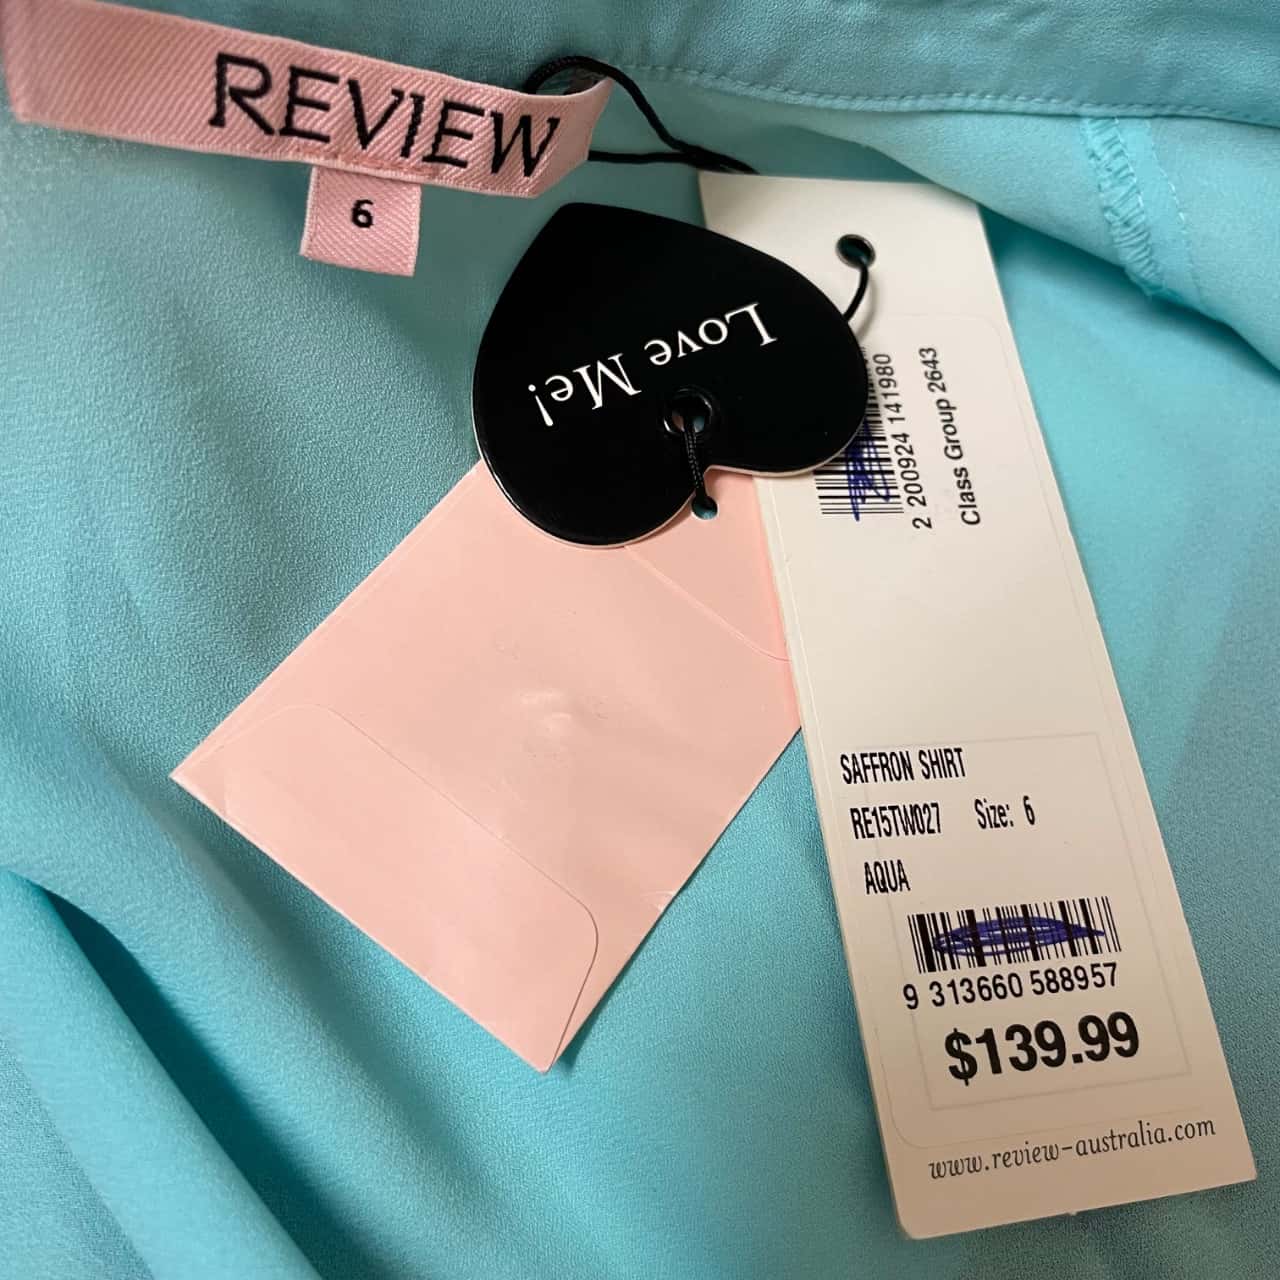 REVIEW
6
Love Me!
2 200924 141980
Class Group 2643
SAFFRON SHIRT
RE15TW027 Size: 6
AQUA
9 313660 588957
$139.99
www.review-australia.com